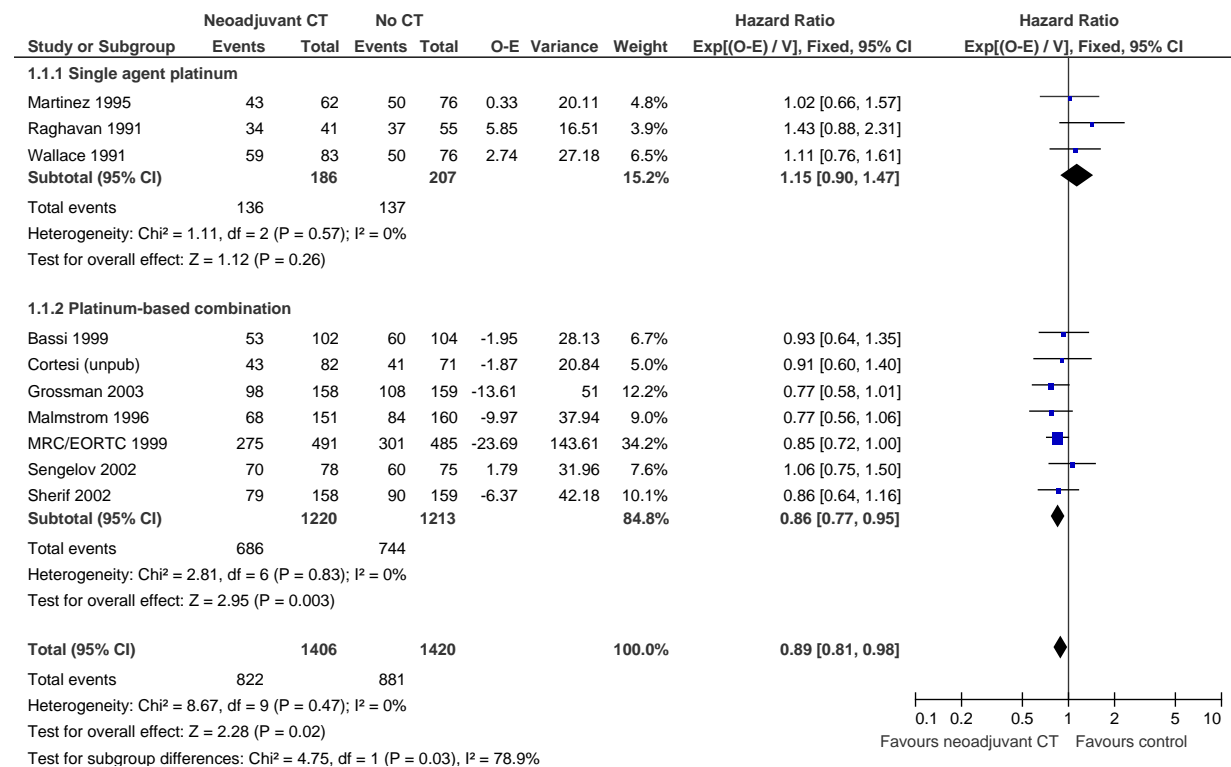 Neoadjuvant CT No CT Hazard Ratio Hazard Ratio
Study or Subgroup Events Total Events Total O-E Variance Weight Exp[(O-E) / V], Fixed, 95% CI Exp[(O-E) / V], Fixed, 95% CI
1.1.1 Single agent platinum
Martinez 1995 43 62 50 76 0.33 20.11 4.8% 1.02 [0.66, 1.57]
Raghavan 1991 34 41 37 55 5.85 16.51 3.9% 1.43 [0.88, 2.31]
Wallace 1991 59 83 50 76 2.74 27.18 6.5% 1.11 [0.76, 1.61]
Subtotal (95% CI) 186 207 15.2% 1.15 [0.90, 1.47]
Total events 136 137
Heterogeneity: Chi² = 1.11, df = 2 (P = 0.57); I² = 0%
Test for overall effect: Z = 1.12 (P = 0.26)
1.1.2 Platinum-based combination
Bassi 1999 53 102 60 104 -1.95 28.13 6.7% 0.93 [0.64, 1.35]
Cortesi (unpub) 43 82 41 71 -1.87 20.84 5.0% 0.91 [0.60, 1.40]
Grossman 2003 98 158 108 159 -13.61 51 12.2% 0.77 [0.58, 1.01]
Malmstrom 1996 68 151 84 160 -9.97 37.94 9.0% 0.77 [0.56, 1.06]
MRC/EORTC 1999 275 491 301 485 -23.69 143.61 34.2% 0.85 [0.72, 1.00]
Sengelov 2002 70 78 60 75 1.79 31.96 7.6% 1.06 [0.75, 1.50]
Sherif 2002 79 158 90 159 -6.37 42.18 10.1% 0.86 [0.64, 1.16]
Subtotal (95% CI) 1220 1213 84.8% 0.86 [0.77, 0.95]
Total events 686 744
Heterogeneity: Chi² = 2.81, df = 6 (P = 0.83); I² = 0%
Test for overall effect: Z = 2.95 (P = 0.003)
Total (95% CI) 1406 1420 100.0% 0.89 [0.81, 0.98]
Total events 822 881
Heterogeneity: Chi² = 8.67, df = 9 (P = 0.47); I² = 0%
Test for overall effect: Z = 2.28 (P = 0.02)
Test for subgroup differences: Chi² = 4.75, df = 1 (P = 0.03), I² = 78.9%
0.1 0.2 0.5 1 2 5 10
Favours neoadjuvant CT Favours control